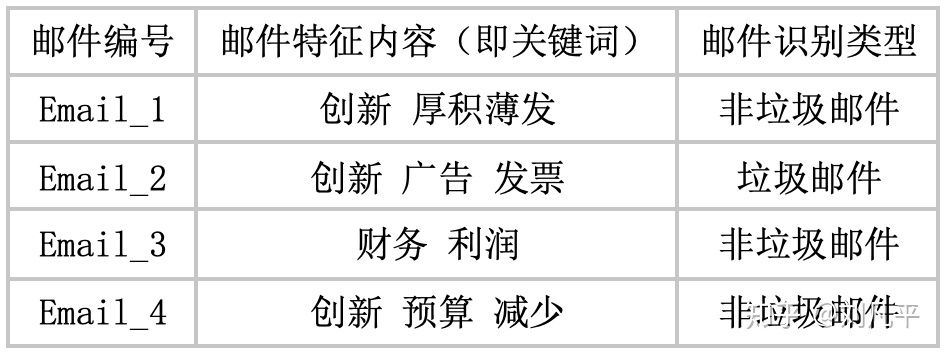 邮件编号 邮件特征内容（即关键词） 邮件识别类型
Email_1 创新 厚积薄发 非垃圾邮件
Email_2 创新 广告 发票 垃圾邮件
Email_3 财务 利润 非垃圾邮件
Email_4 创新 预算 减少 非垃圾邮件
知乎 @刘凡平